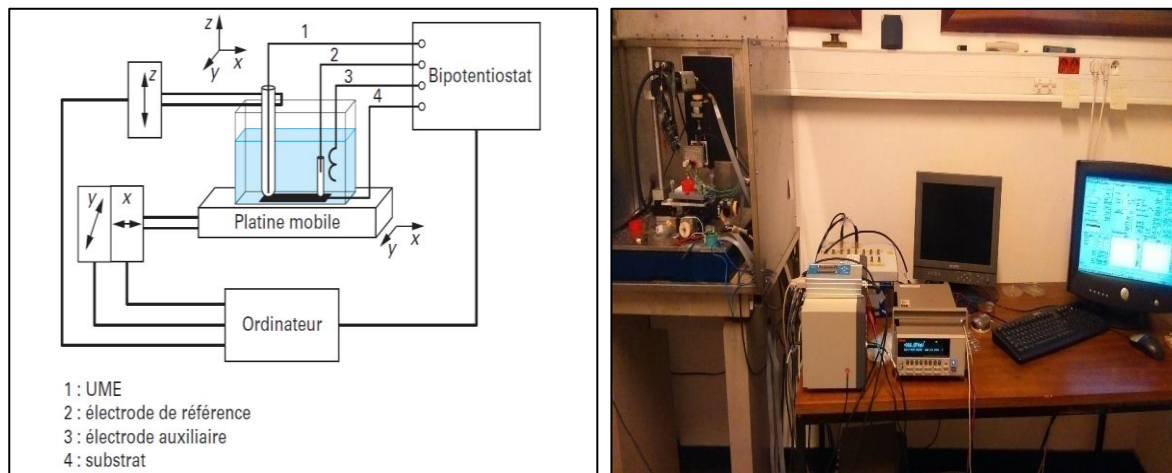 z
x
y
1
2
3
4
Bipotentiostat
z
y
x
Platine mobile
x
y
Ordinateur
1 : UME
2 : électrode de référence
3 : électrode auxiliaire
4 : substrat